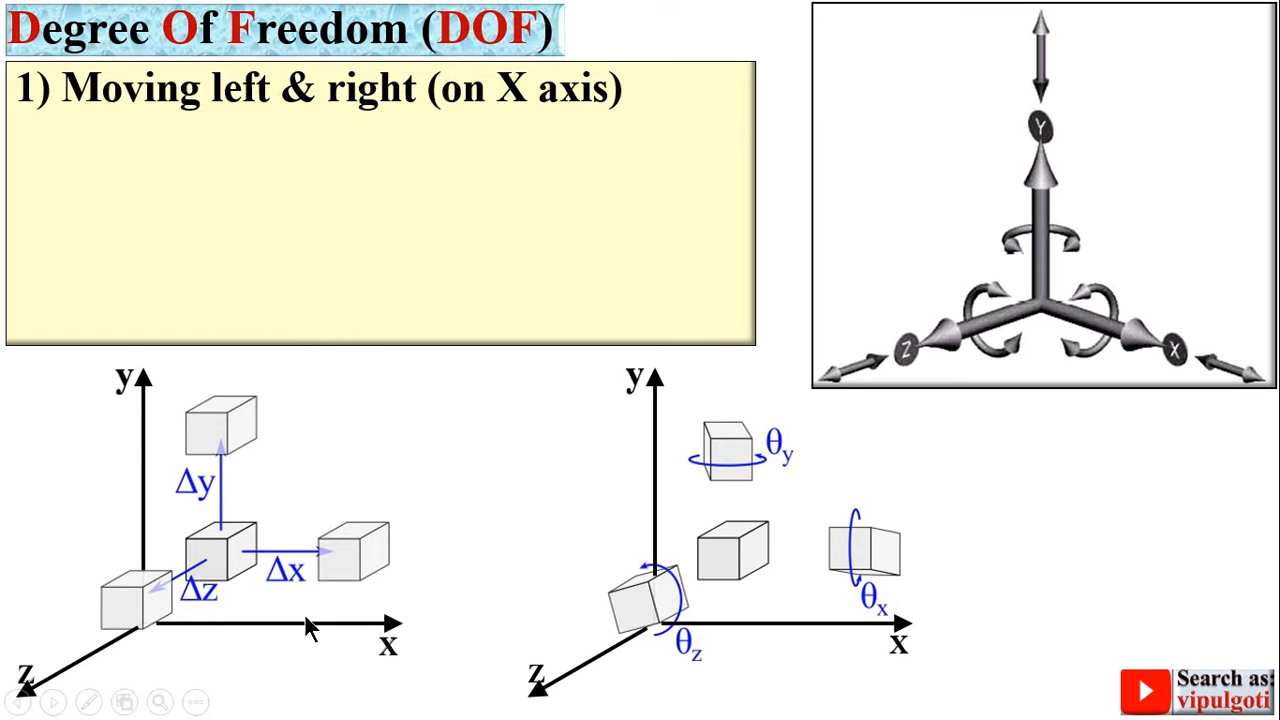 Degree Of Freedom (DOF)
1) Moving left & right (on X axis)
Y
Z
X
y
Δy
Δx
Δz
x
z
y
θy
θx
θz
x
z
Search as:
vipulgoti